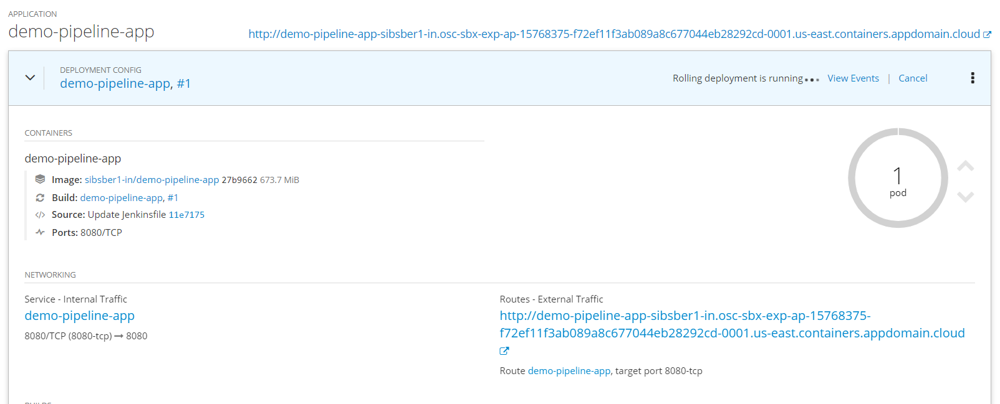 APPLICATION
demo-pipeline-app
http://demo-pipeline-app-sibsber1-in.osc-sbx-exp-ap-15768375-f72ef11f3ab089a8c677044eb28292cd-0001.us-east.containers.appdomain.cloud
DEPLOYMENT CONFIG
demo-pipeline-app, #1
Rolling deployment is running... View Events | Cancel
CONTAINERS
demo-pipeline-app
Image: sibsber1-in/demo-pipeline-app 27b9662 673.7 MiB
Build: demo-pipeline-app, #1
Source: Update Jenkinsfile 11e7175
Ports: 8080/TCP
1
pod
NETWORKING
Service - Internal Traffic
demo-pipeline-app
8080/TCP (8080-tcp) → 8080
Routes - External Traffic
http://demo-pipeline-app-sibsber1-in.osc-sbx-exp-ap-15768375-
f72ef11f3ab089a8c677044eb28292cd-0001.us-east.containers.appdomain.cloud
Route demo-pipeline-app, target port 8080-tcp
BUILDS